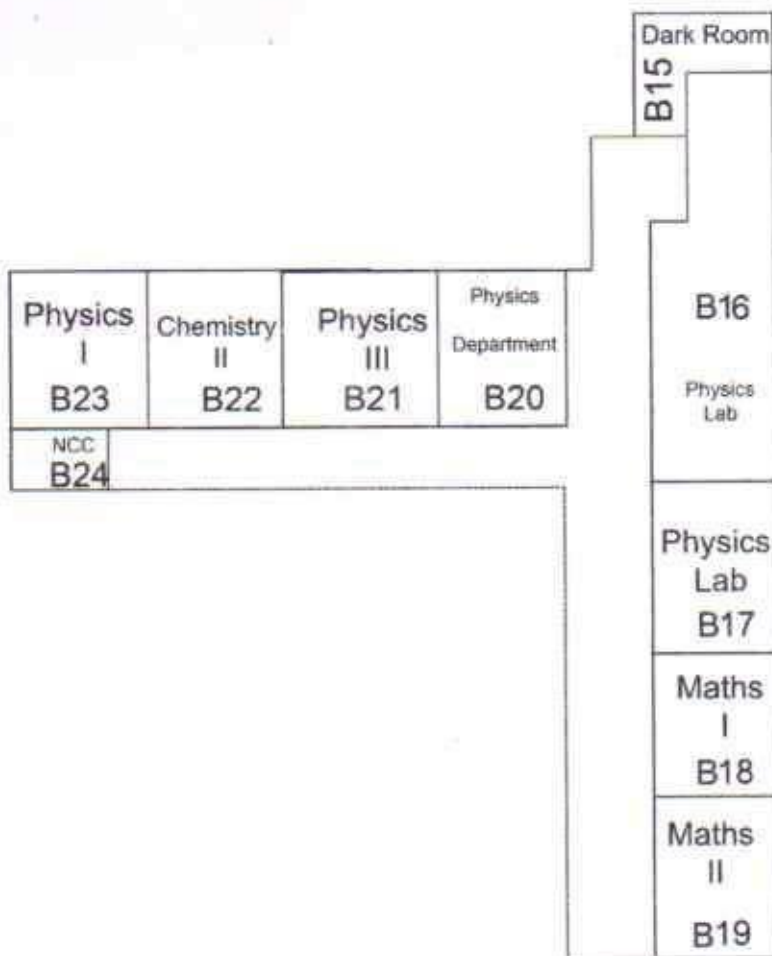 Dark Room
B15
B16
Physics
Lab
Physics
I
B23
Chemistry
II
B22
Physics
III
B21
Physics
Department
B20
NCC
B24
Physics
Lab
B17
Maths
I
B18
Maths
II
B19